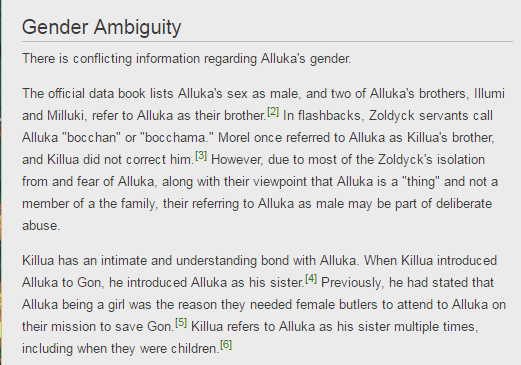 Gender Ambiguity
There is conflicting information regarding Alluka's gender.
The official data book lists Alluka's sex as male, and two of Alluka's brothers, Illumi
and Milluki, refer to Alluka as their brother.[2] In flashbacks, Zoldyck servants call
Alluka "bocchan" or "bocchama." Morel once referred to Alluka as Killua's brother,
and Killua did not correct him.[3] However, due to most of the Zoldyck's isolation
from and fear of Alluka, along with their viewpoint that Alluka is a "thing" and not a
member of a the family, their referring to Alluka as male may be part of deliberate
abuse.
Killua has an intimate and understanding bond with Alluka. When Killua introduced
Alluka to Gon, he introduced Alluka as his sister.[4] Previously, he had stated that
Alluka being a girl was the reason they needed female butlers to attend to Alluka on
their mission to save Gon.[5] Killua refers to Alluka as his sister multiple times,
including when they were children.[6]